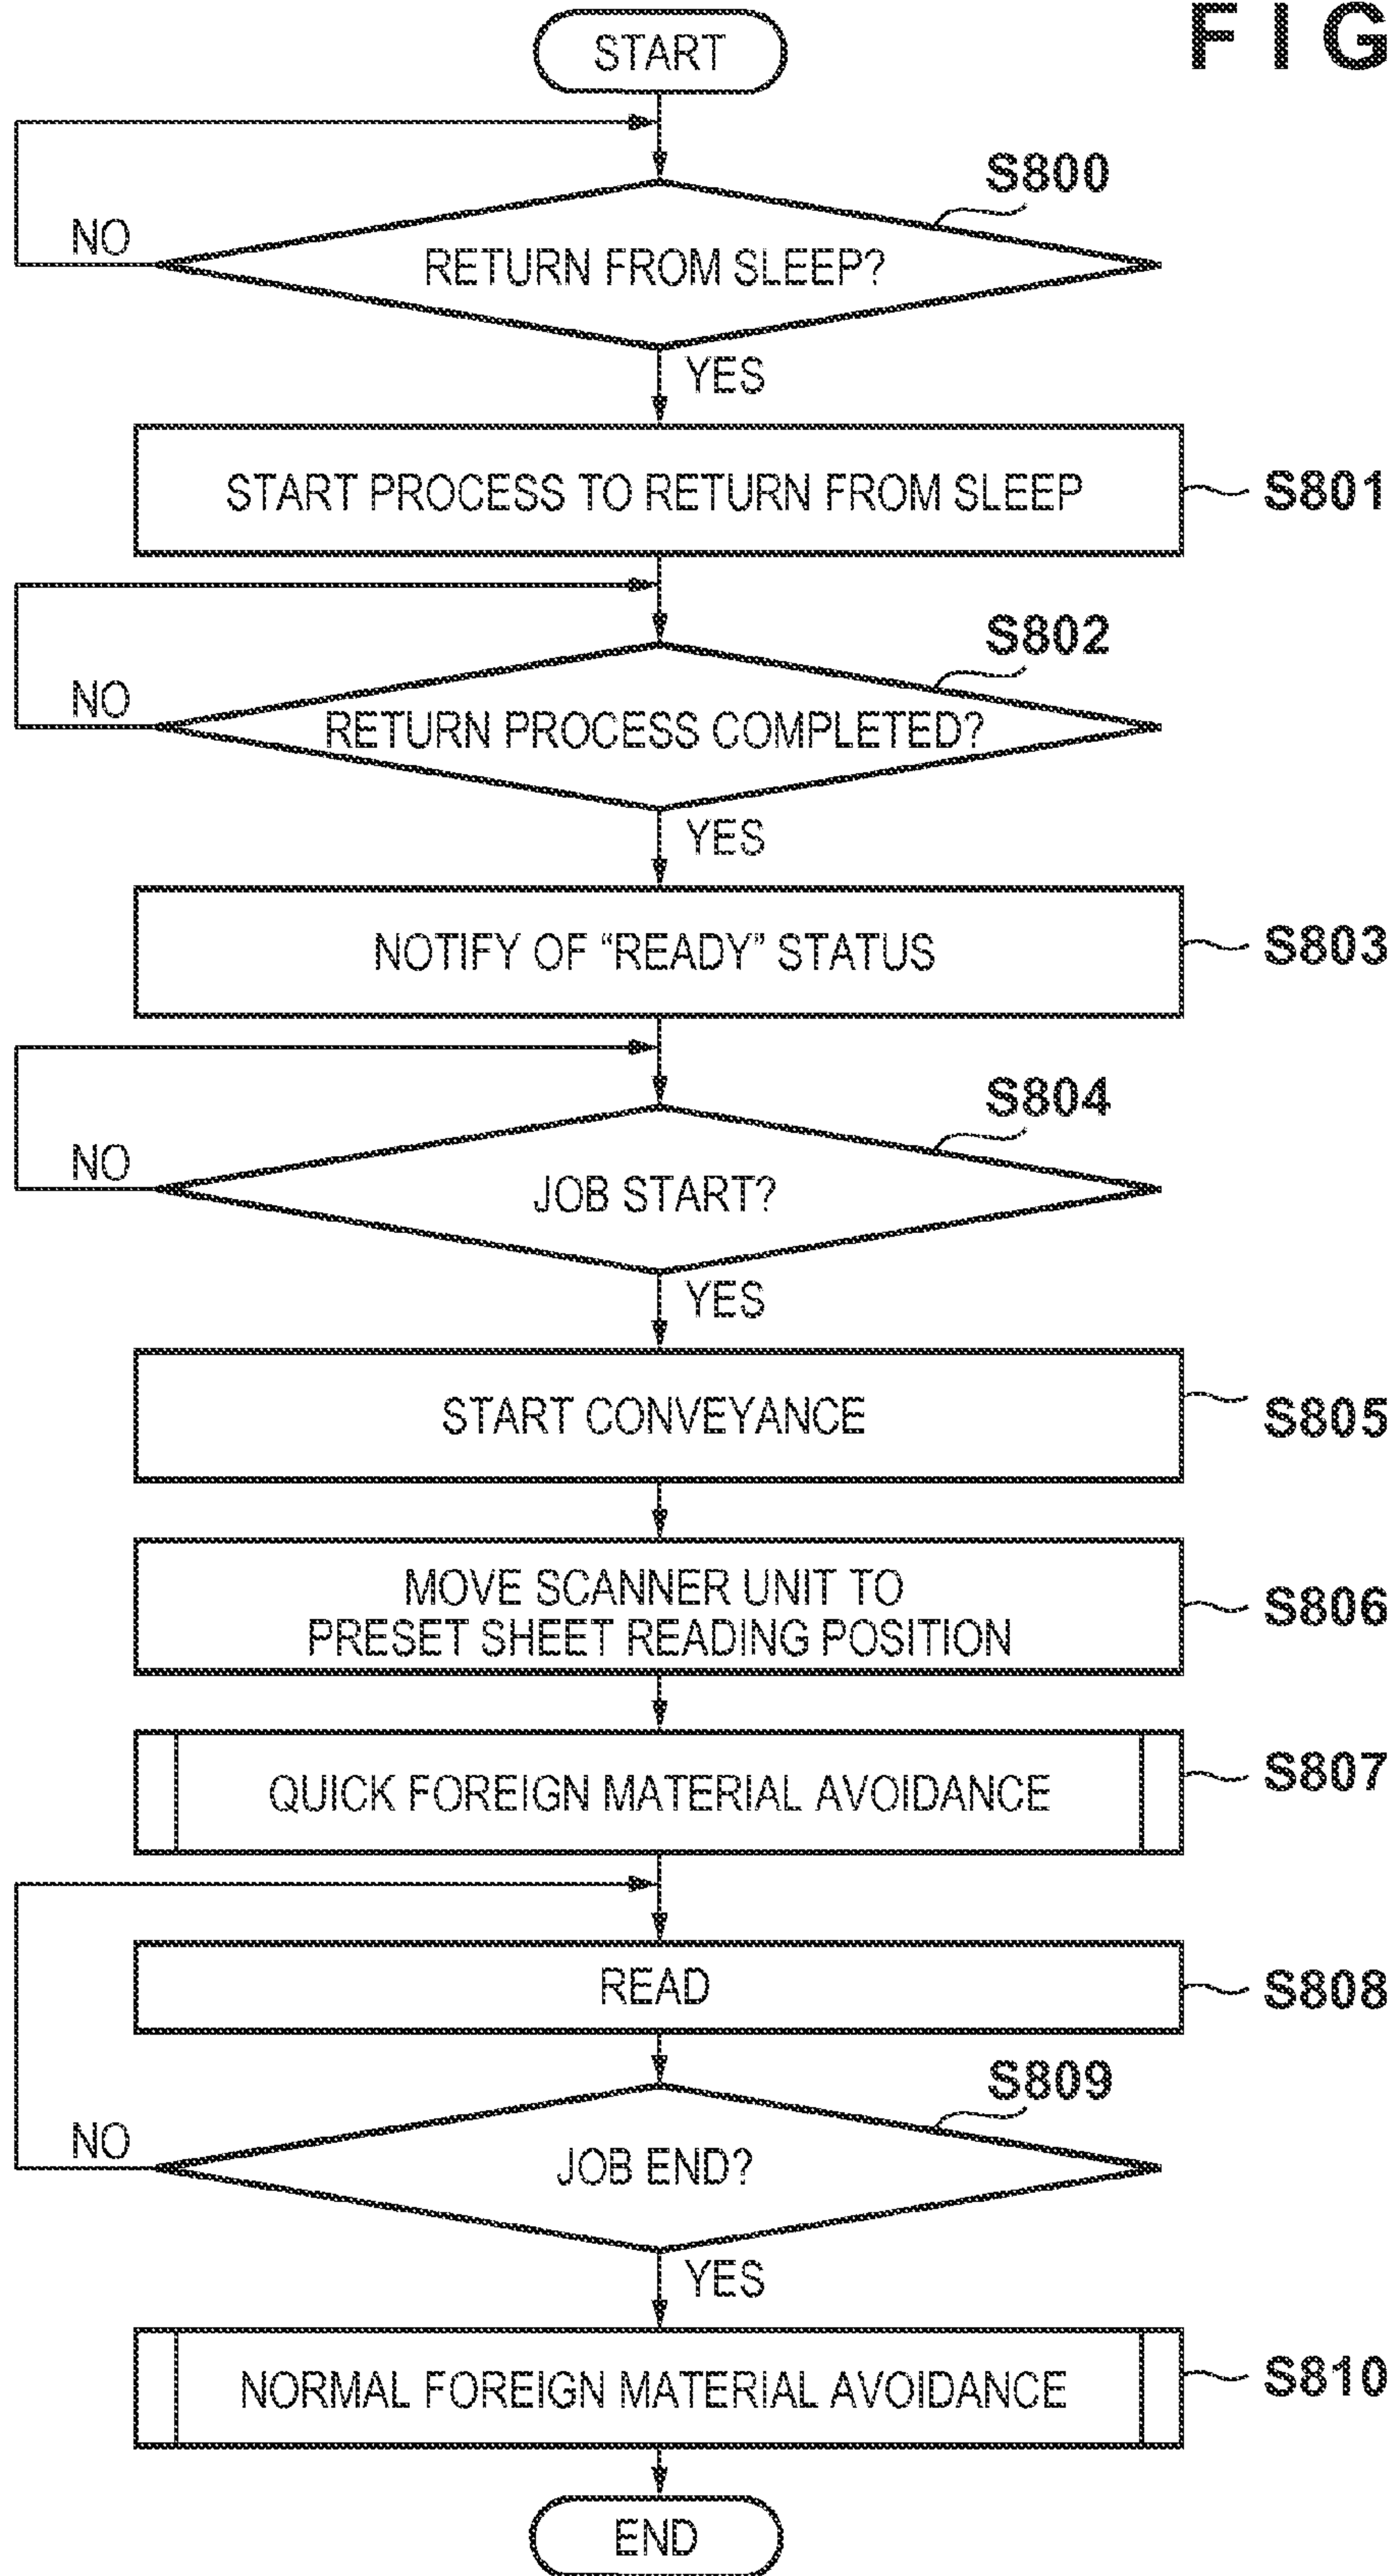 FIG
START
S800
NO
RETURN FROM SLEEP?
YES
START PROCESS TO RETURN FROM SLEEP
S801
S802
NO
RETURN PROCESS COMPLETED?
YES
NOTIFY OF “READY” STATUS
S803
S804
NO
JOB START?
YES
START CONVEYANCE
S805
MOVE SCANNER UNIT TO
PRESET SHEET READING POSITION
S806
QUICK FOREIGN MATERIAL AVOIDANCE
S807
READ
S808
S809
NO
JOB END?
YES
NORMAL FOREIGN MATERIAL AVOIDANCE
S810
END